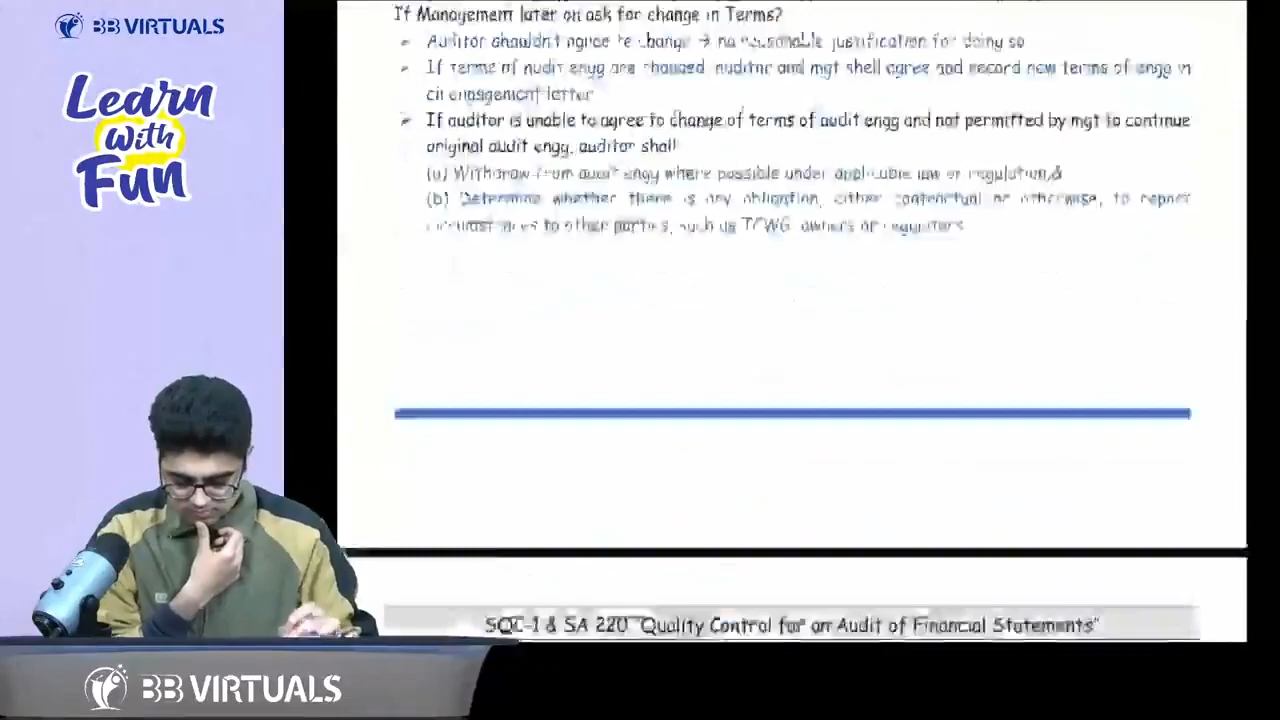 BB VIRTUALS
Learn
With
Fun
If Management later on ask for change in Terms?
Auditor shouldn't agree to change → no reasonable justification for doing so
If terms of audit engg are changed, auditor and mgt shall agree and record new terms of engg in
engagement letter
If auditor is unable to agree to change of terms of audit engg and not permitted by mgt to continue
original audit engg, auditor shall
(a) Withdraw from audit engg where possible under applicable law or regulation,&
(b) Determine whether there is any obligation, either contractual or otherwise, to report
circumstances to other parties, such as TCWG, owners or regulators
SQC-1 & SA 220 "Quality Control for an Audit of Financial Statements"
BB VIRTUALS